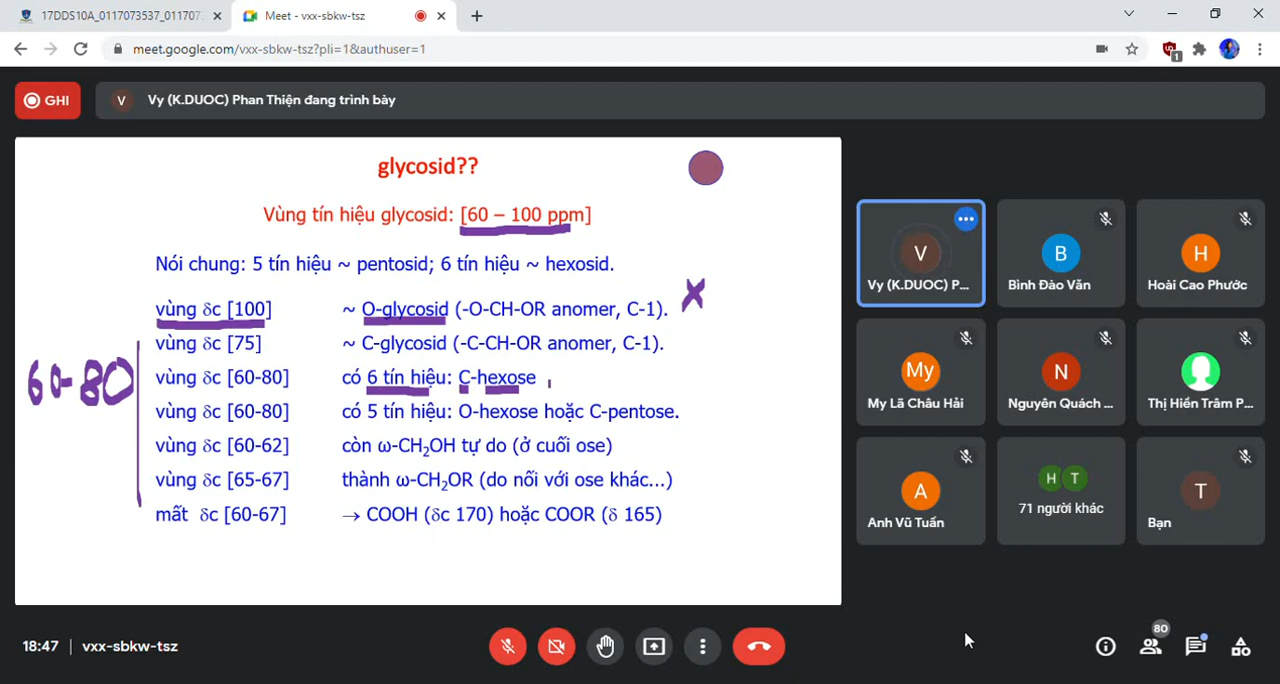 17DDS10A_0117073537_01170
Meet - vxx-sbkw-tsz
meet.google.com/vxx-sbkw-tsz?pli=1&authuser=1
1
GHI
V
Vy (K.DUOC) Phan Thiện đang trình bày
glycosid??
Vùng tín hiệu glycosid: [60 – 100 ppm]
Nói chung: 5 tín hiệu ~ pentosid; 6 tín hiệu ~ hexosid.
vùng δc [100] ~ O-glycosid (-O-CH-OR anomer, C-1). X
vùng δc [75] ~ C-glycosid (-C-CH-OR anomer, C-1).
60-80
vùng δc [60-80] có 6 tín hiệu: C-hexose
vùng δc [60-80] có 5 tín hiệu: O-hexose hoặc C-pentose.
vùng δc [60-62] còn ω-CH₂OH tự do (ở cuối ose)
vùng δc [65-67] thành ω-CH₂OR (do nối với ose khác...)
mất δc [60-67] → COOH (δc 170) hoặc COOR (δ 165)
V
Vy (K.DUOC) P...
B
Bình Đào Văn
H
Hoài Cao Phước
My
My Lã Châu Hải
N
Nguyên Quách ...
Thị Hiền Trâm P...
A
Anh Vũ Tuấn
H T
71 người khác
T
Bạn
18:47 | vxx-sbkw-tsz
80